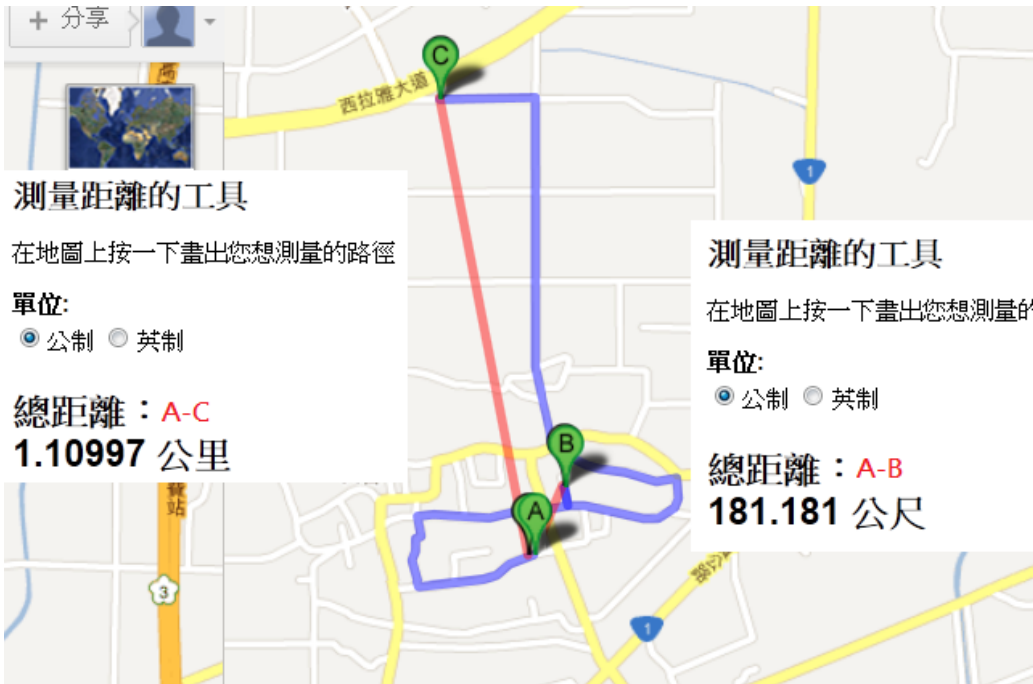 + 分享
C
西拉雅大道
1
測量距離的工具
在地圖上按一下畫出您想測量的路徑
單位:
公制 英制
總距離：A-C
1.10997 公里
測量距離的工具
在地圖上按一下畫出您想測量的
單位:
公制 英制
總距離：A-B
181.181 公尺
B
A
費站
3
1